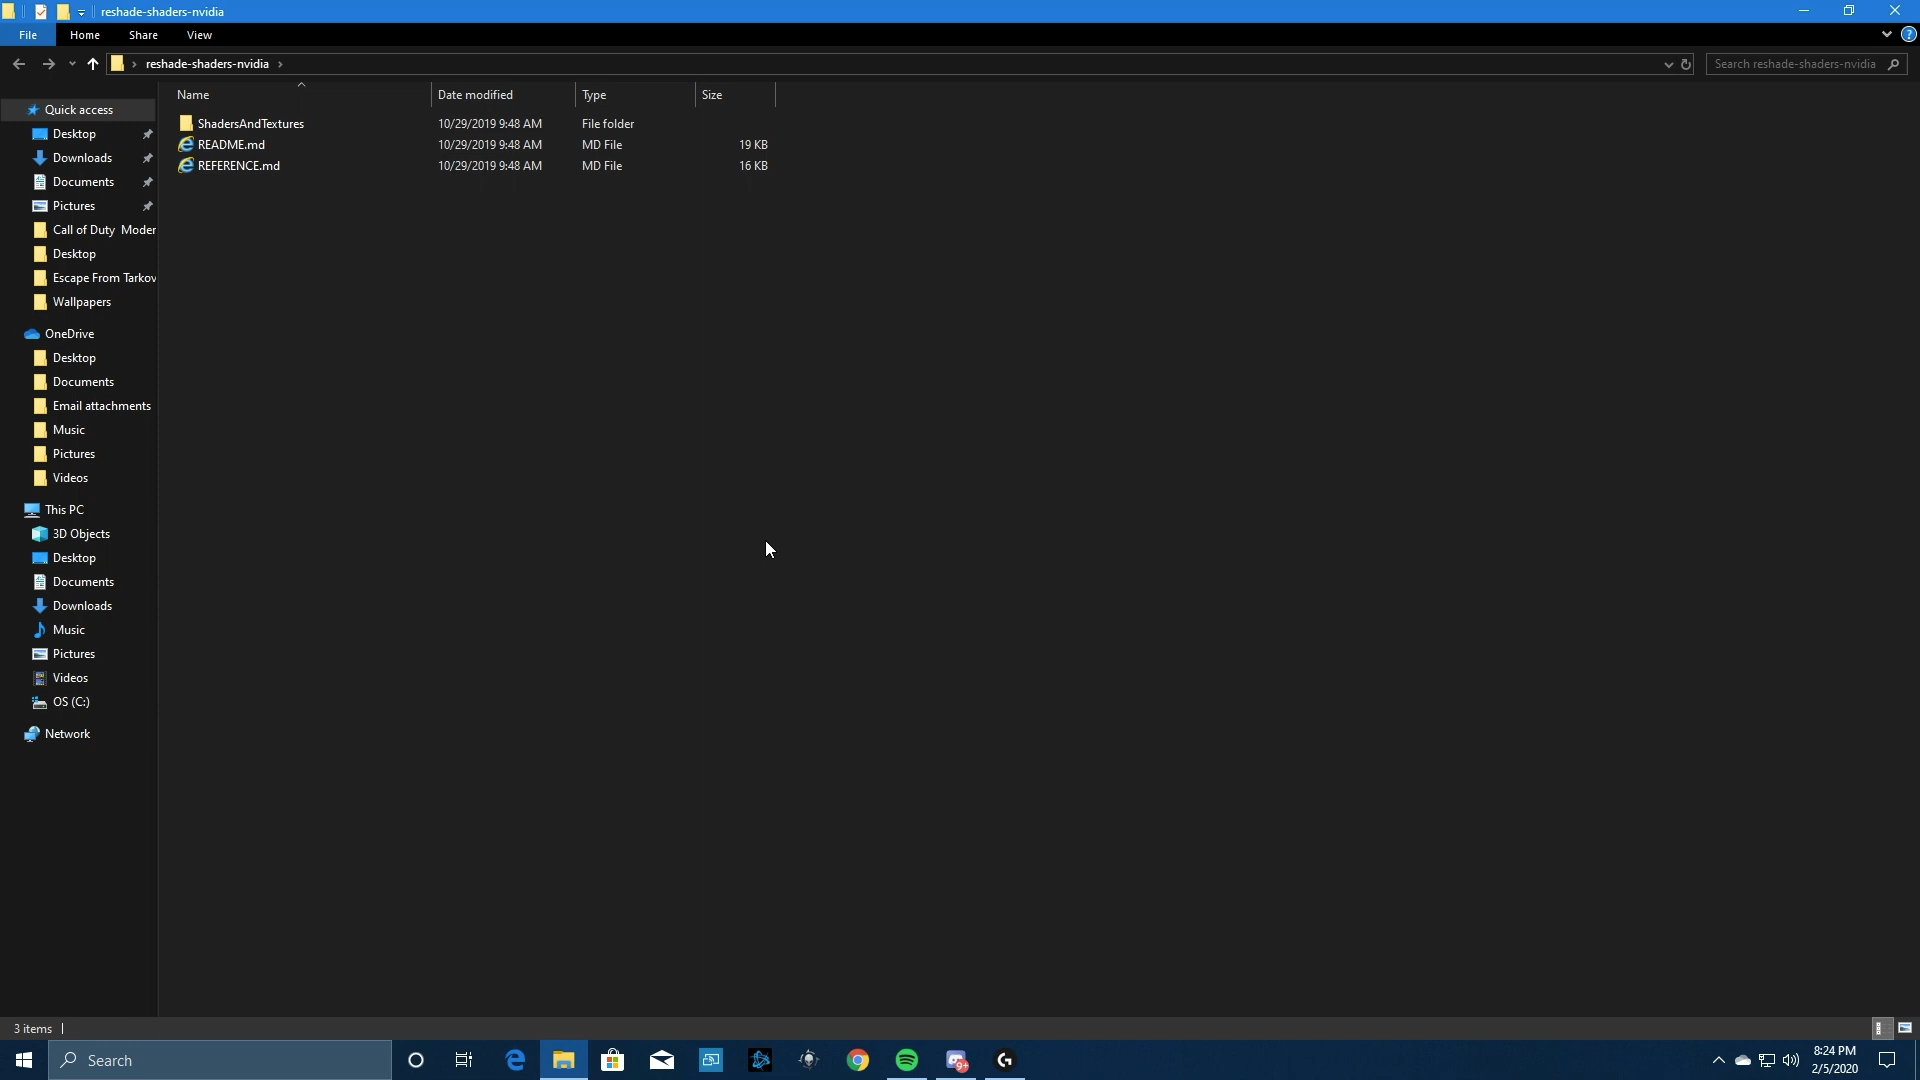 reshade-shaders-nvidia
File Home Share View
reshade-shaders-nvidia
Search reshade-shaders-nvidia
Name Date modified Type Size
ShadersAndTextures 10/29/2019 9:48 AM File folder
README.md 10/29/2019 9:48 AM MD File 19 KB
REFERENCE.md 10/29/2019 9:48 AM MD File 16 KB
Quick access
Desktop
Downloads
Documents
Pictures
Call of Duty Moder
Desktop
Escape From Tarkov
Wallpapers
OneDrive
Desktop
Documents
Email attachments
Music
Pictures
Videos
This PC
3D Objects
Desktop
Documents
Downloads
Music
Pictures
Videos
OS (C:)
Network
3 items
Search
9+
8:24 PM
2/5/2020